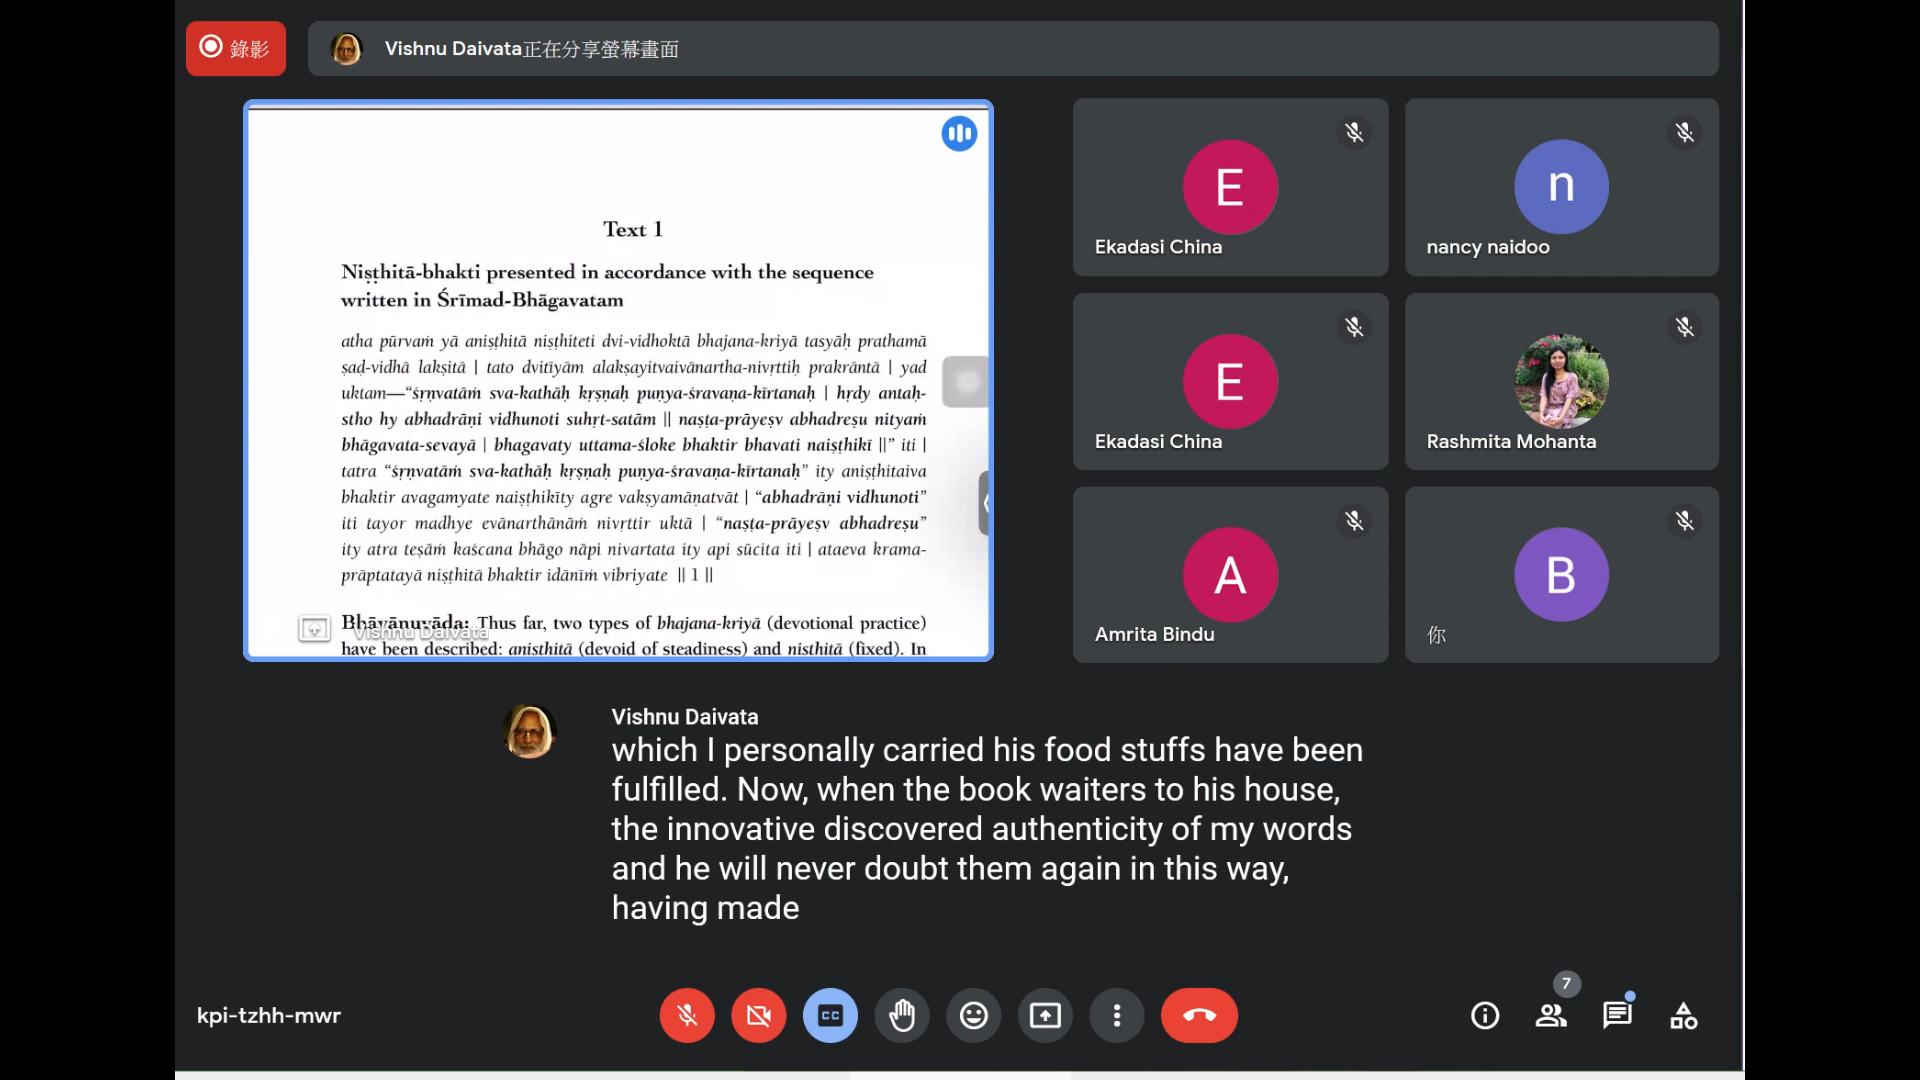 錄影
Vishnu Daivata正在分享螢幕畫面
Text 1
Niṣṭhitā-bhakti presented in accordance with the sequence
written in Śrīmad-Bhāgavatam
atha pūrvaṁ yā aniṣṭhitā niṣṭhiteti dvi-vidhoktā bhajana-kriyā tasyāḥ prathamā
ṣaḍ-vidhā lakṣitā | tato dvitīyām alakṣayitvaivānartha-nivṛttiḥ prakrāntā | yad
uktam—“śṛṇvatāṁ sva-kathāḥ kṛṣṇaḥ puṇya-śravaṇa-kīrtanaḥ | hṛdy antaḥ-
stho hy abhadrāṇi vidhunoti suhṛt-satām || naṣṭa-prāyeṣv abhadreṣu nityaṁ
bhāgavata-sevayā | bhagavaty uttama-śloke bhaktir bhavati naiṣṭhikī ||” iti |
tatra “śṛṇvatāṁ sva-kathāḥ kṛṣṇaḥ puṇya-śravaṇa-kīrtanaḥ” ity aniṣṭhitaiva
bhaktir avagamyate naiṣṭhikīty agre vakṣyamāṇatvāt | “abhadrāṇi vidhunoti”
iti tayor madhye evānarthānāṁ nivṛttir uktā | “naṣṭa-prāyeṣv abhadreṣu”
ity atra teṣāṁ kaścana bhāgo nāpi nivartata ity api sūcita iti | ataeva krama-
prāptatayā niṣṭhitā bhaktir idānīṁ vibriyate || 1 ||
Bhāvānuvāda: Thus far, two types of bhajana-kriyā (devotional practice)
Vishnu Daivata
have been described: aniṣṭhitā (devoid of steadiness) and niṣṭhitā (fixed). In
E
Ekadasi China
n
nancy naidoo
E
Ekadasi China
Rashmita Mohanta
A
Amrita Bindu
B
你
Vishnu Daivata
which I personally carried his food stuffs have been
fulfilled. Now, when the book waiters to his house,
the innovative discovered authenticity of my words
and he will never doubt them again in this way,
having made
kpi-tzhh-mwr
CC
7